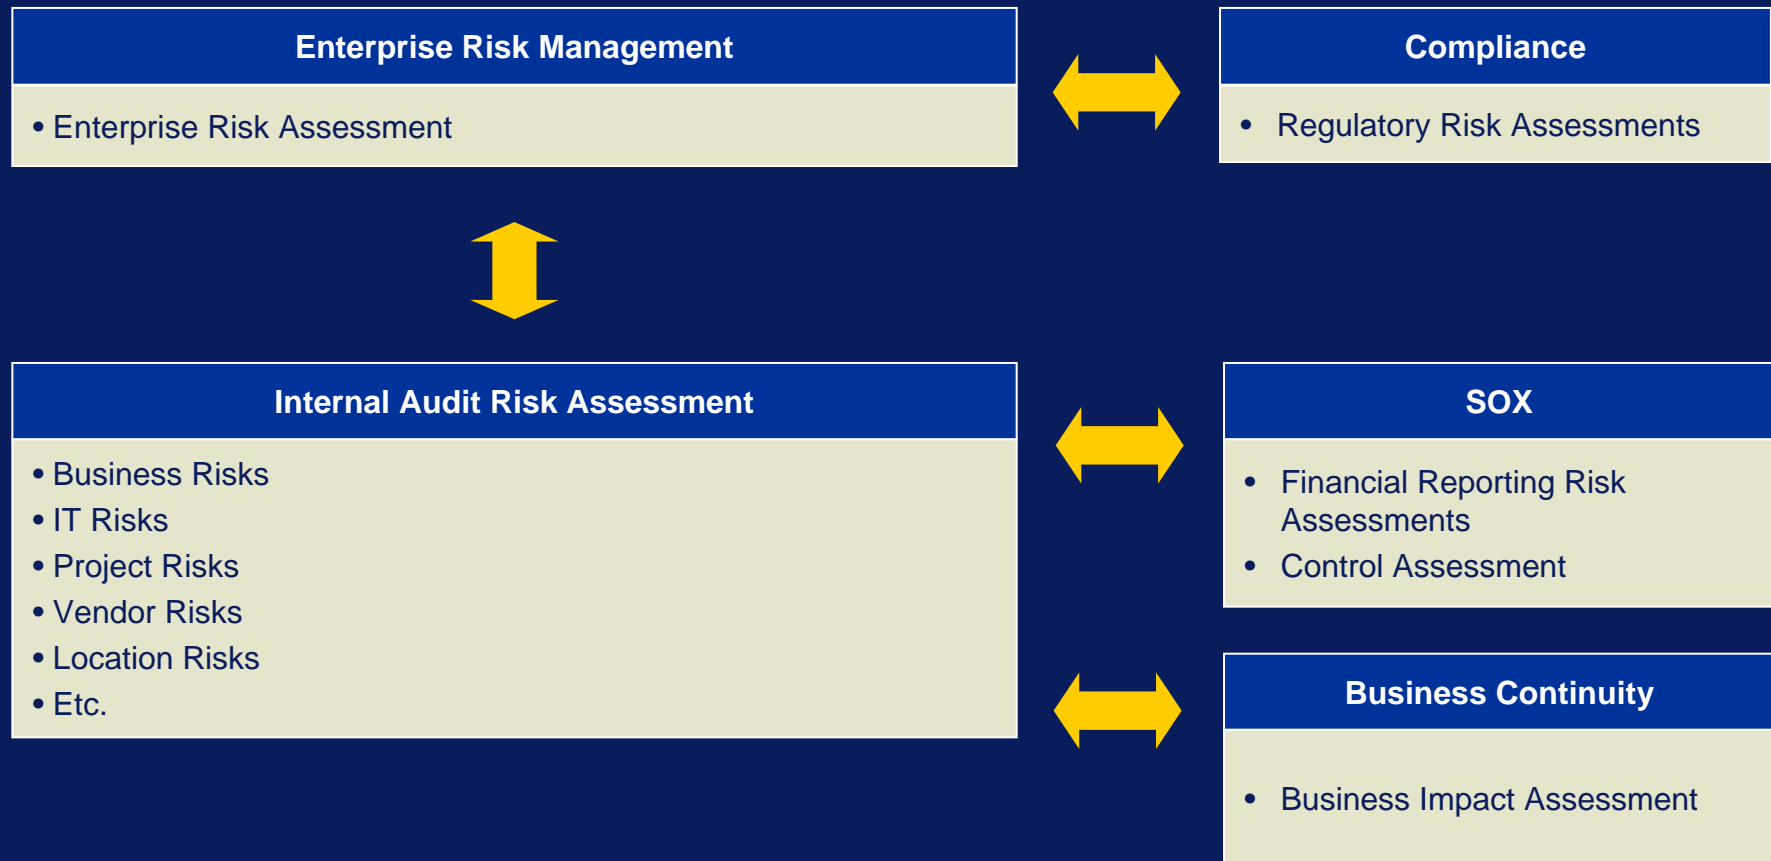 Enterprise Risk Management
• Enterprise Risk Assessment
Compliance
• Regulatory Risk Assessments
Internal Audit Risk Assessment
• Business Risks
• IT Risks
• Project Risks
• Vendor Risks
• Location Risks
• Etc.
SOX
• Financial Reporting Risk
Assessments
• Control Assessment
Business Continuity
• Business Impact Assessment